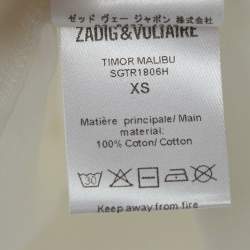 ゼッド ヴェー ジャポン 株式会社
ZADIG&VOLTAIRE
TIMOR MALIBU
SGTR1806H
XS
Matière principale/ Main
material:
100% Coton/ Cotton
30
Keep away from fire